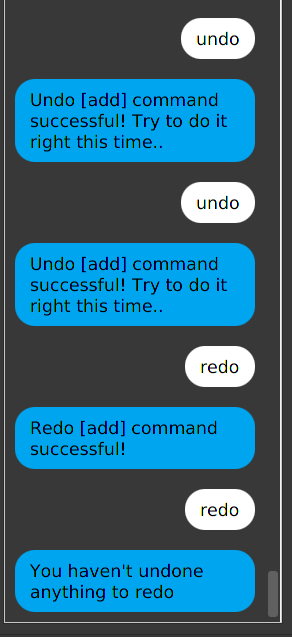 undo
Undo [add] command
successful! Try to do it
right this time..
undo
Undo [add] command
successful! Try to do it
right this time..
redo
Redo [add] command
successful!
redo
You haven't undone
anything to redo